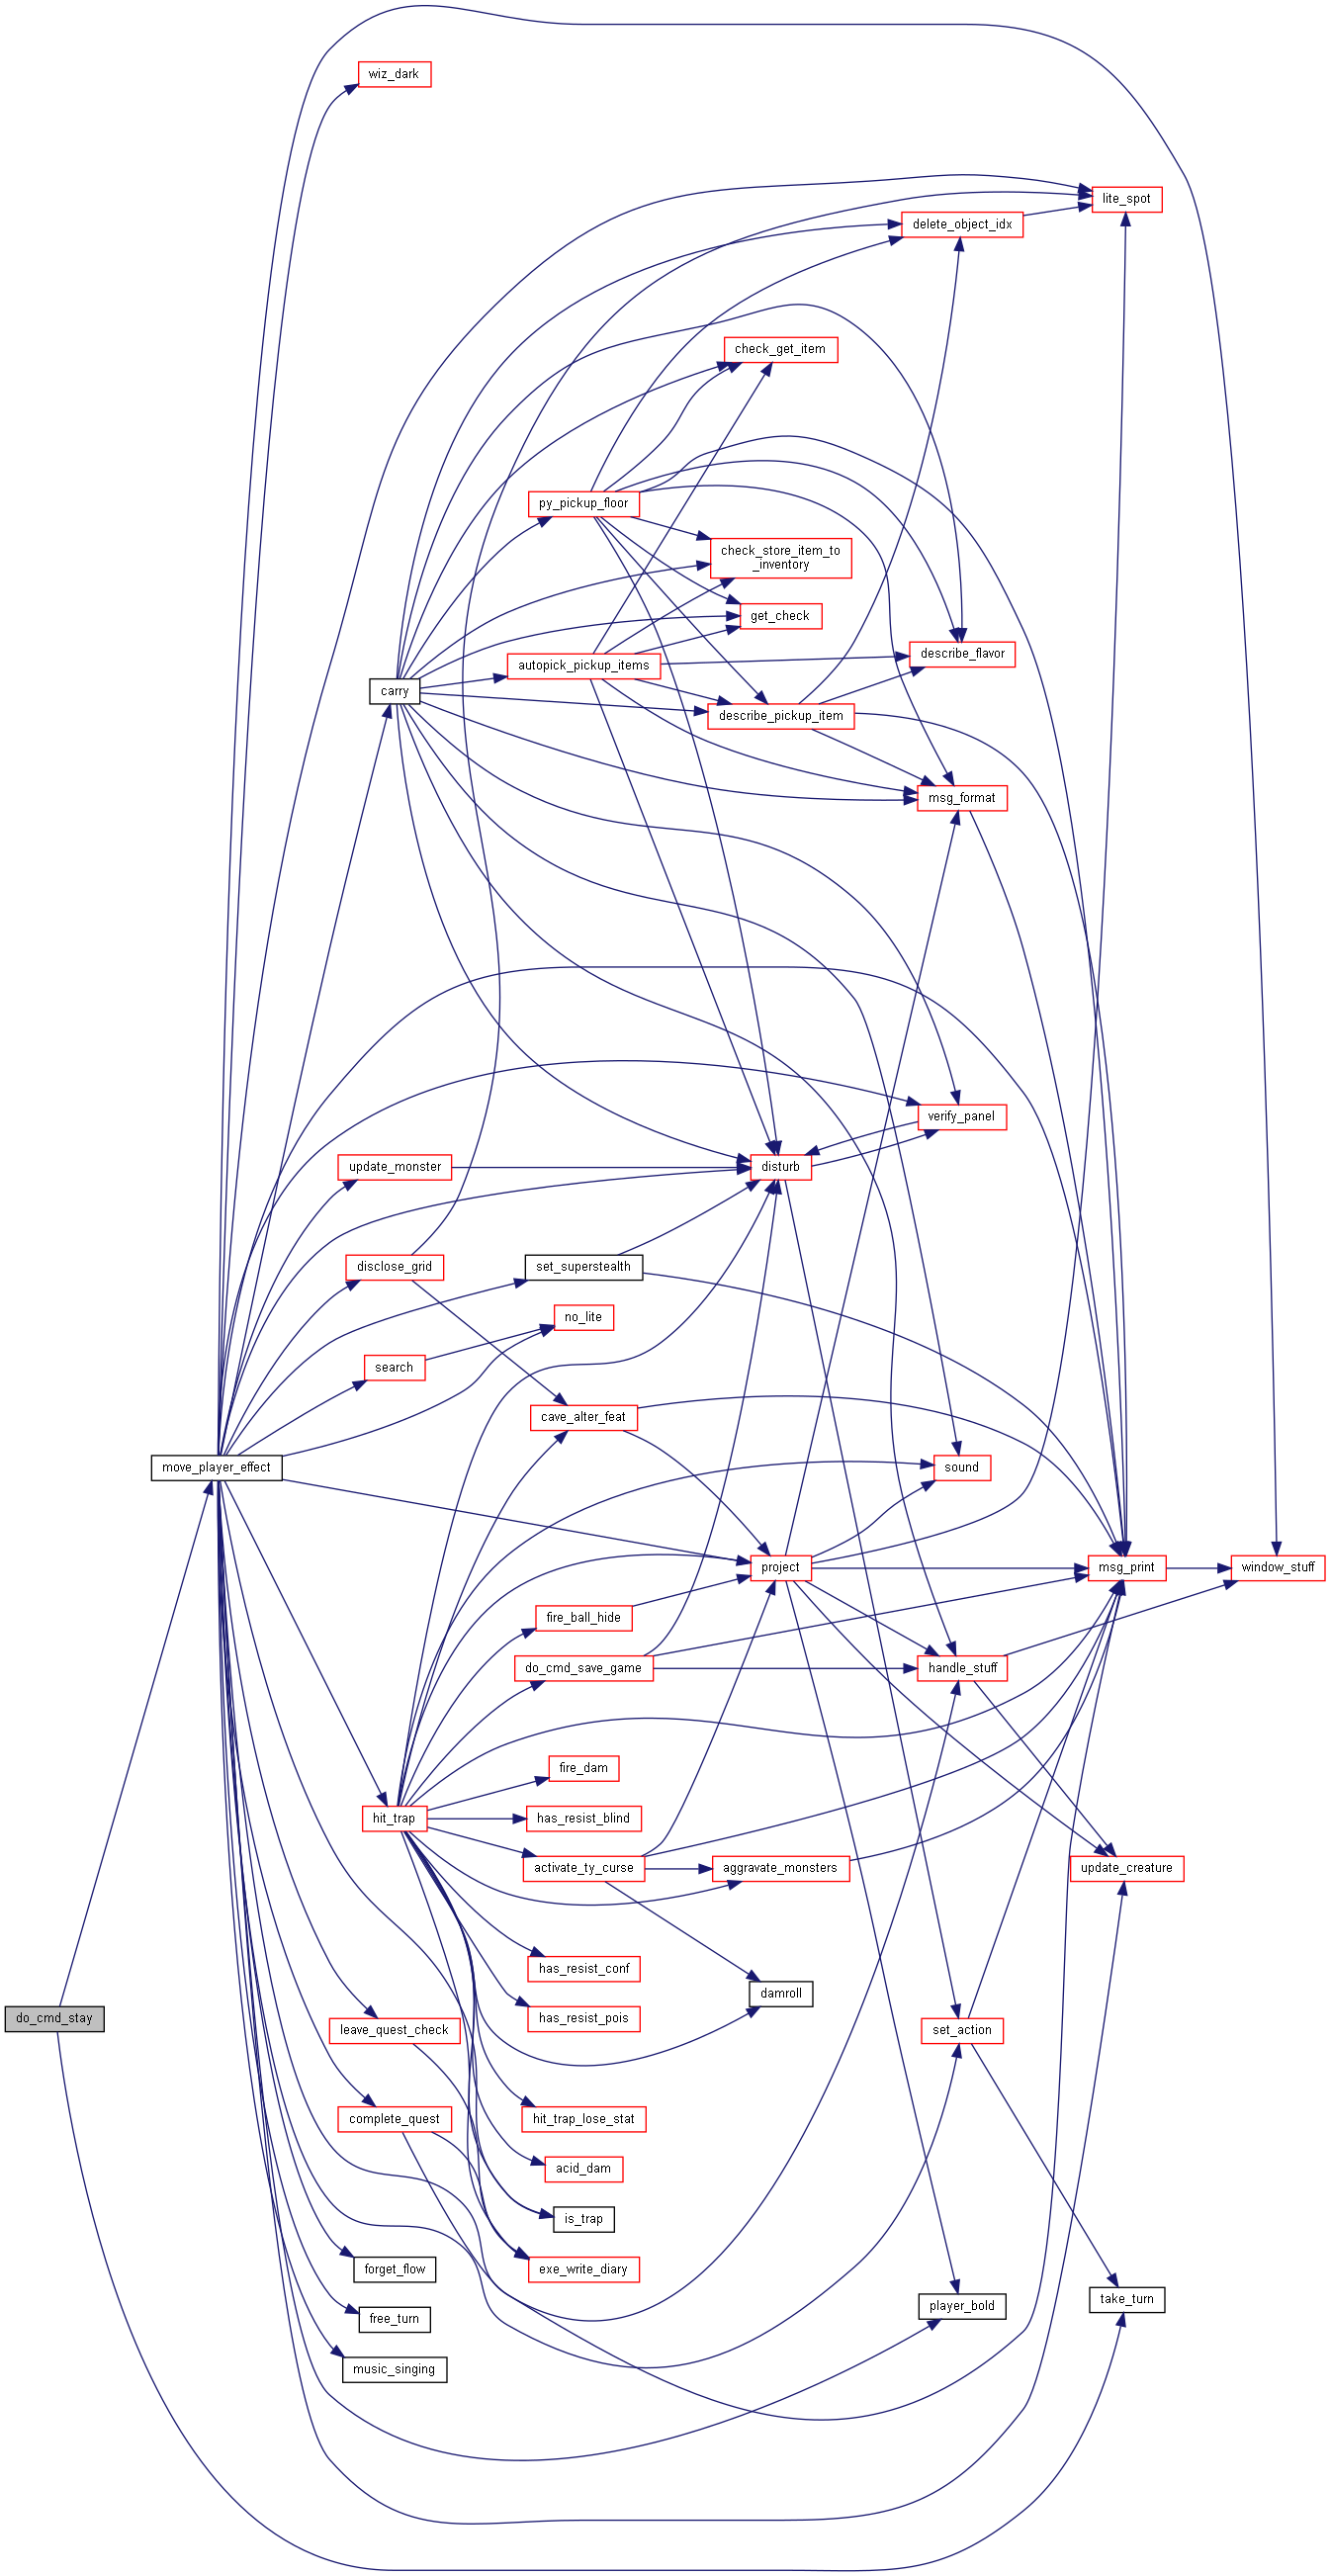 wiz_dark
lite_spot
delete_object_idx
check_get_item
py_pickup_floor
check_store_item_to
_inventory
get_check
describe_flavor
autopick_pickup_items
carry
describe_pickup_item
msg_format
verify_panel
update_monster
disturb
disclose_grid
set_superstealth
no_lite
search
cave_alter_feat
move_player_effect
sound
project
msg_print
window_stuff
fire_ball_hide
do_cmd_save_game
handle_stuff
fire_dam
hit_trap
has_resist_blind
activate_ty_curse
aggravate_monsters
update_creature
has_resist_conf
damroll
do_cmd_stay
has_resist_pois
leave_quest_check
set_action
complete_quest
hit_trap_lose_stat
acid_dam
is_trap
forget_flow
exe_write_diary
take_turn
player_bold
free_turn
music_singing